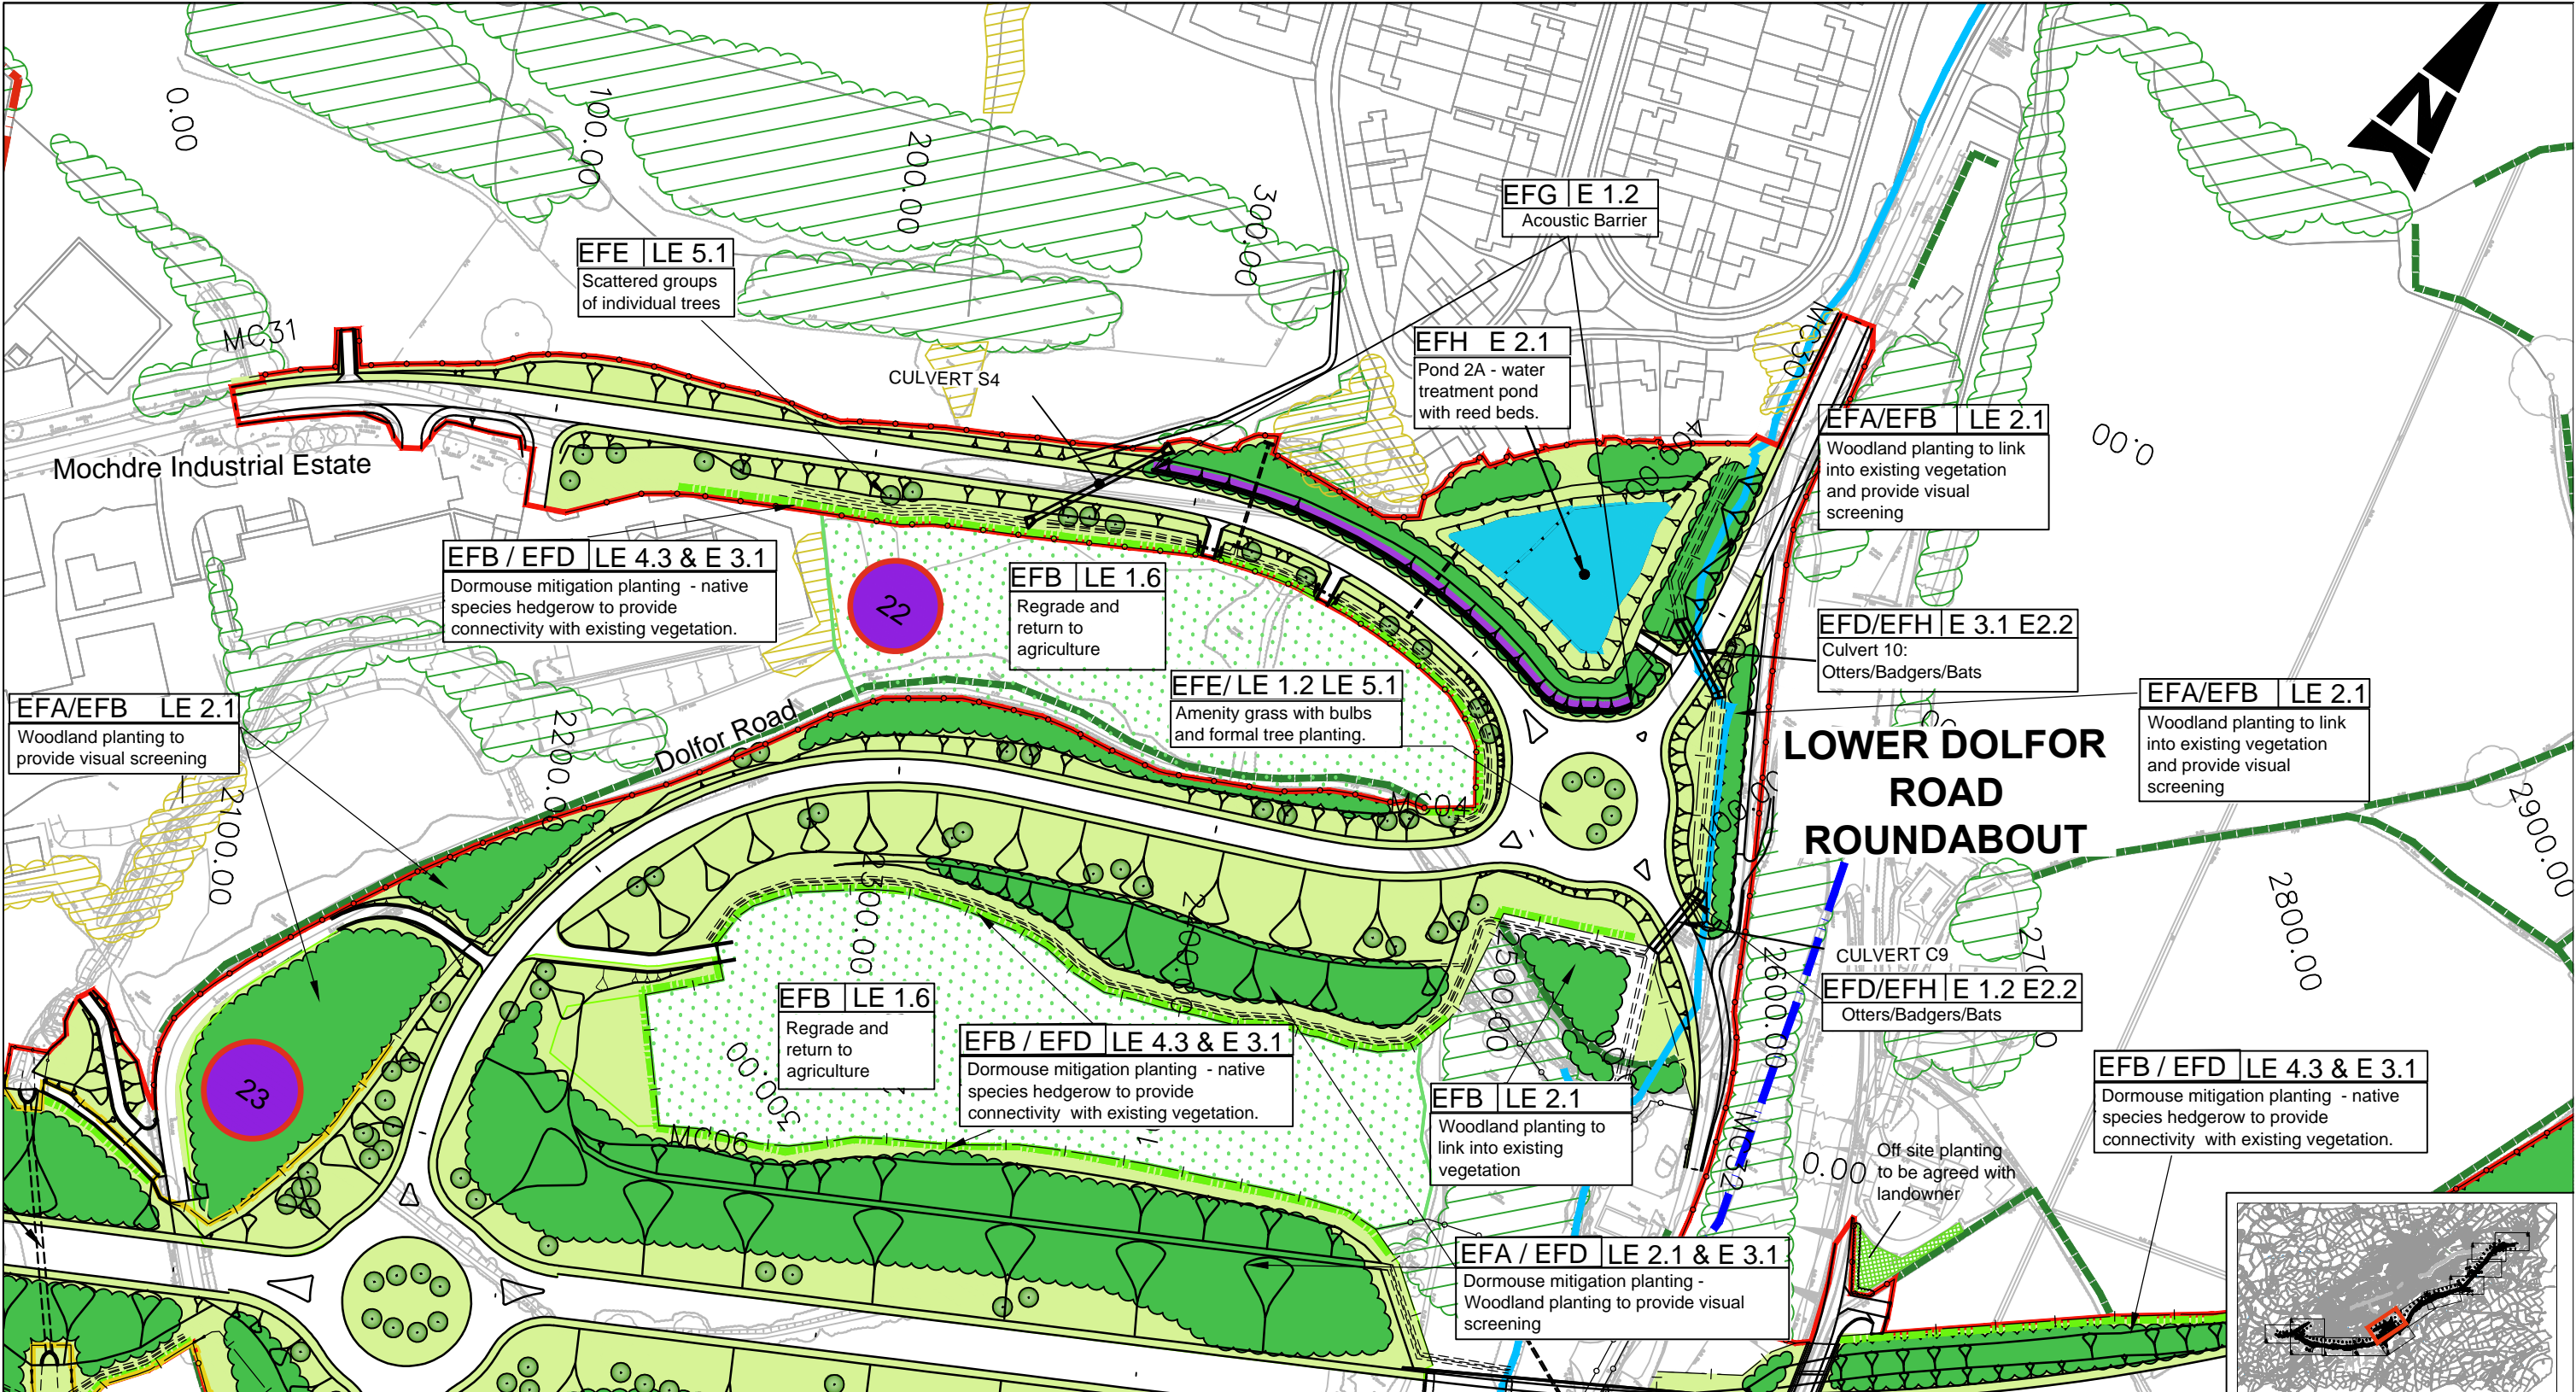 0.00
100.00
200.00
300.00
N
EFG E 1.2
Acoustic Barrier
EFE LE 5.1
Scattered groups
of individual trees
MC31
CULVERT S4
EFH E 2.1
Pond 2A - water
treatment pond
with reed beds.
MC30
400.00
EFA/EFB LE 2.1
Woodland planting to link
into existing vegetation
and provide visual
screening
0.00
Mochdre Industrial Estate
EFB / EFD LE 4.3 & E 3.1
Dormouse mitigation planting - native
species hedgerow to provide
connectivity with existing vegetation.
22
EFB LE 1.6
Regrade and
return to
agriculture
EFD/EFH E 3.1 E2.2
Culvert 10:
Otters/Badgers/Bats
EFE/ LE 1.2 LE 5.1
Amenity grass with bulbs
and formal tree planting.
EFA/EFB LE 2.1
Woodland planting to
provide visual screening
Dolfor Road
EFA/EFB LE 2.1
Woodland planting to link
into existing vegetation
and provide visual
screening
LOWER DOLFOR
ROAD
ROUNDABOUT
2100.00
2200.00
MC04
2900.00
2800.00
2600.00
CULVERT C9
EFD/EFH E 1.2 E2.2
Otters/Badgers/Bats
EFB LE 1.6
Regrade and
return to
agriculture
EFB / EFD LE 4.3 & E 3.1
Dormouse mitigation planting - native
species hedgerow to provide
connectivity with existing vegetation.
23
300.00
MC06
EFB LE 2.1
Woodland planting to
link into existing
vegetation
MC32
0.00
Off site planting
to be agreed with
landowner
EFB / EFD LE 4.3 & E 3.1
Dormouse mitigation planting - native
species hedgerow to provide
connectivity with existing vegetation.
EFA / EFD LE 2.1 & E 3.1
Dormouse mitigation planting -
Woodland planting to provide visual
screening